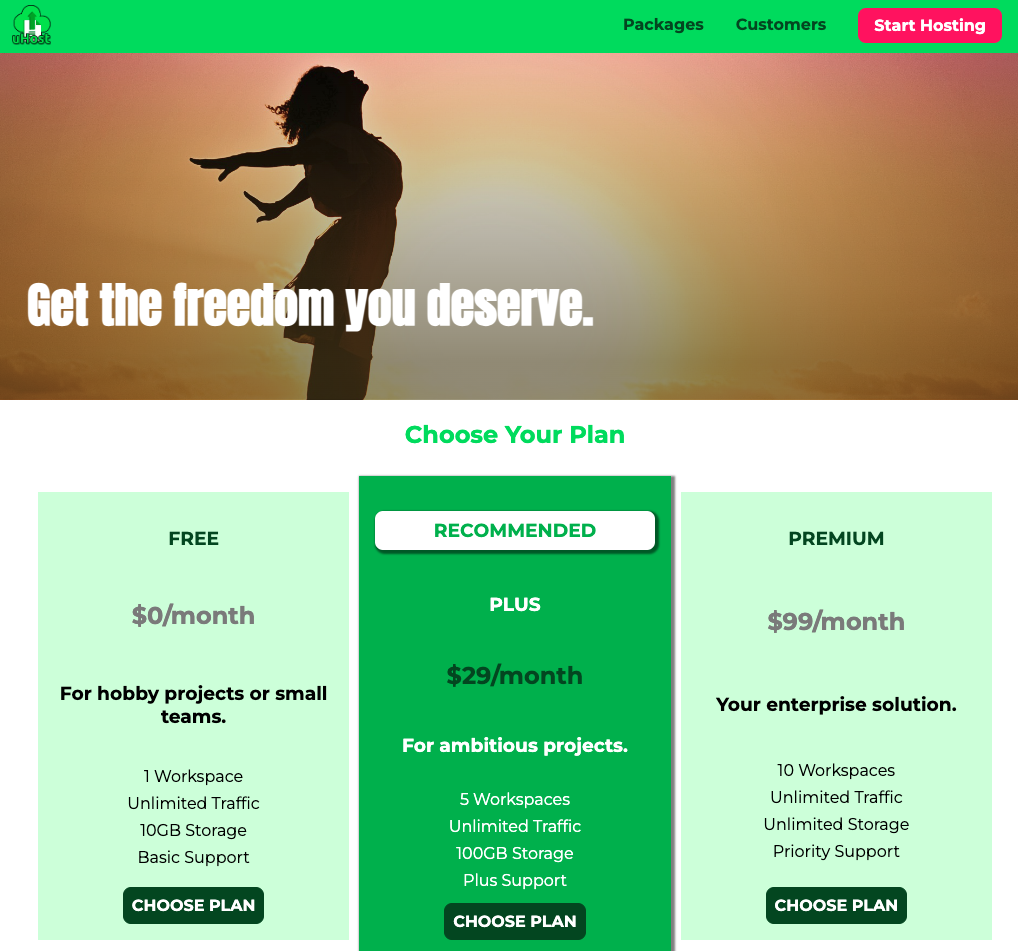 uHost
Packages
Customers
Start Hosting
Get the freedom you deserve.
Choose Your Plan
FREE
$0/month
For hobby projects or small
teams.
1 Workspace
Unlimited Traffic
10GB Storage
Basic Support
CHOOSE PLAN
RECOMMENDED
PLUS
$29/month
For ambitious projects.
5 Workspaces
Unlimited Traffic
100GB Storage
Plus Support
CHOOSE PLAN
PREMIUM
$99/month
Your enterprise solution.
10 Workspaces
Unlimited Traffic
Unlimited Storage
Priority Support
CHOOSE PLAN